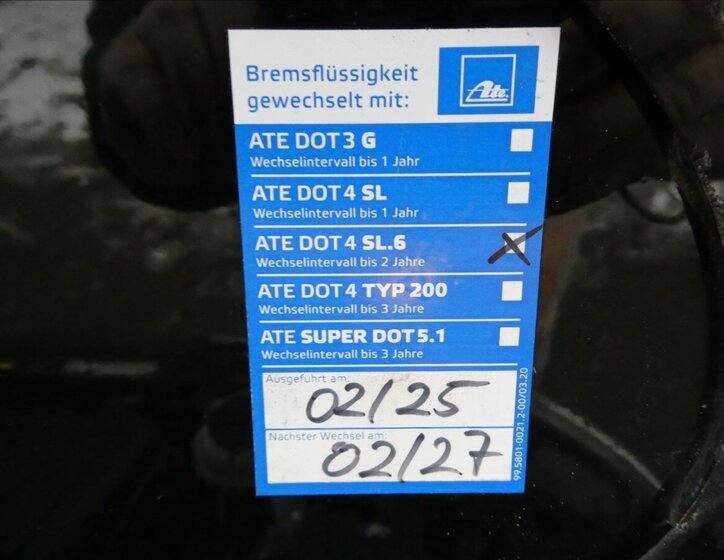 Bremsflüssigkeit
gewechselt mit:
Ate
ATE DOT 3 G
Wechselintervall bis 1 Jahr
ATE DOT 4 SL
Wechselintervall bis 1 Jahr
ATE DOT 4 SL.6
Wechselintervall bis 2 Jahre
ATE DOT 4 TYP 200
Wechselintervall bis 3 Jahre
ATE SUPER DOT 5.1
Wechselintervall bis 3 Jahre
Ausgeführt am:
02/25
Nächster Wechsel am:
02/27
99.5801-0021.2-00/03.20